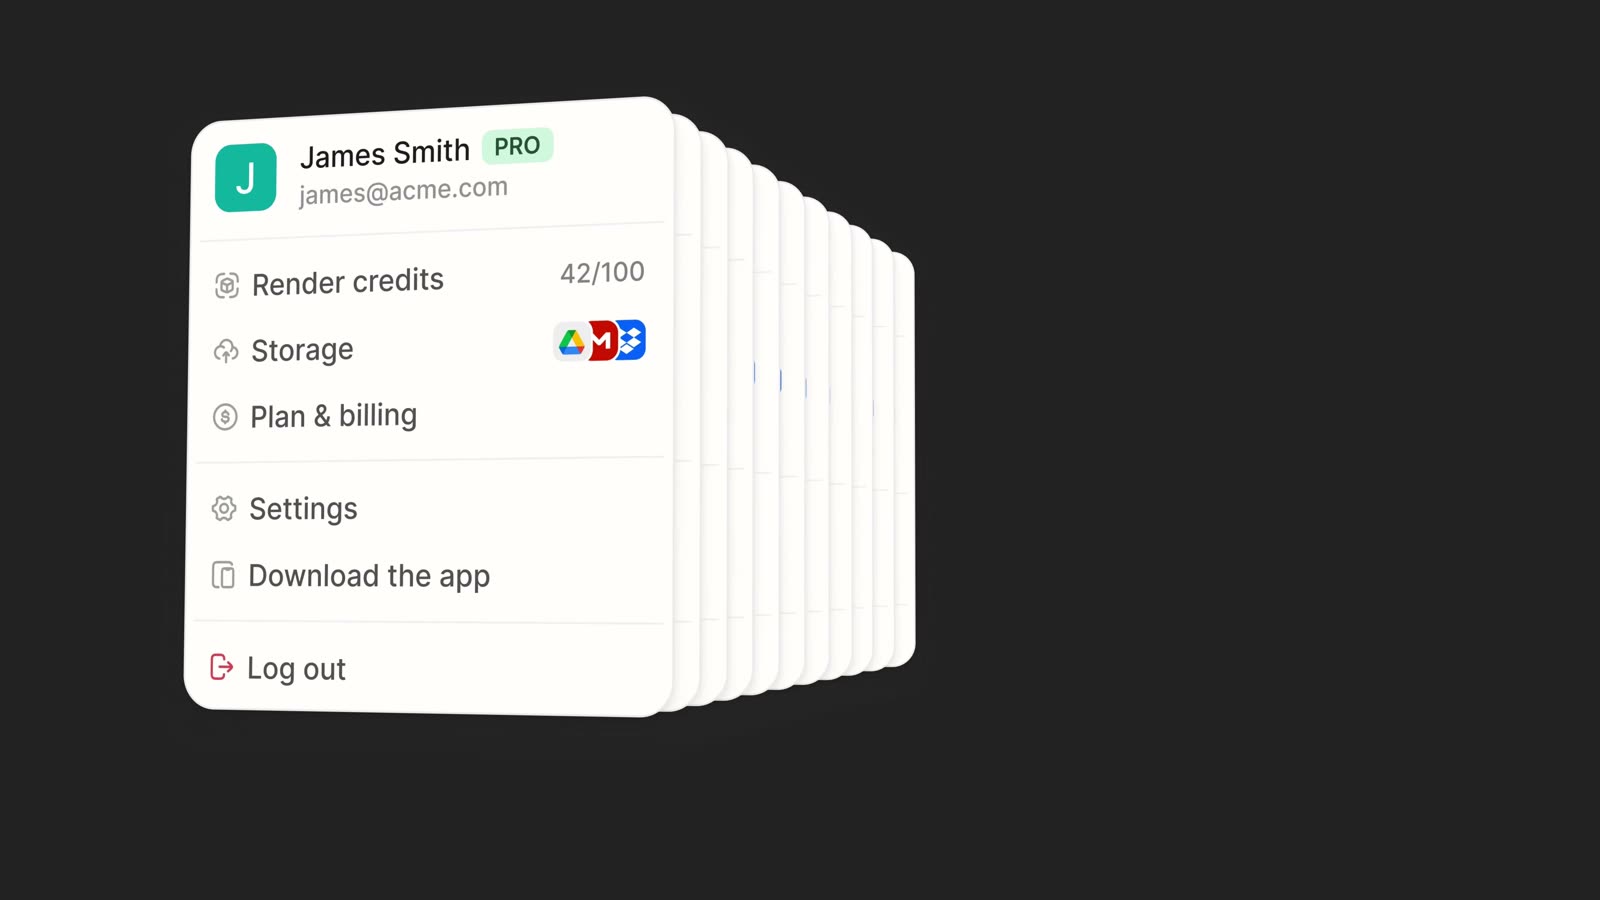 J
James Smith PRO
james@acme.com
Render credits 42/100
Storage
Plan & billing
Settings
Download the app
Log out